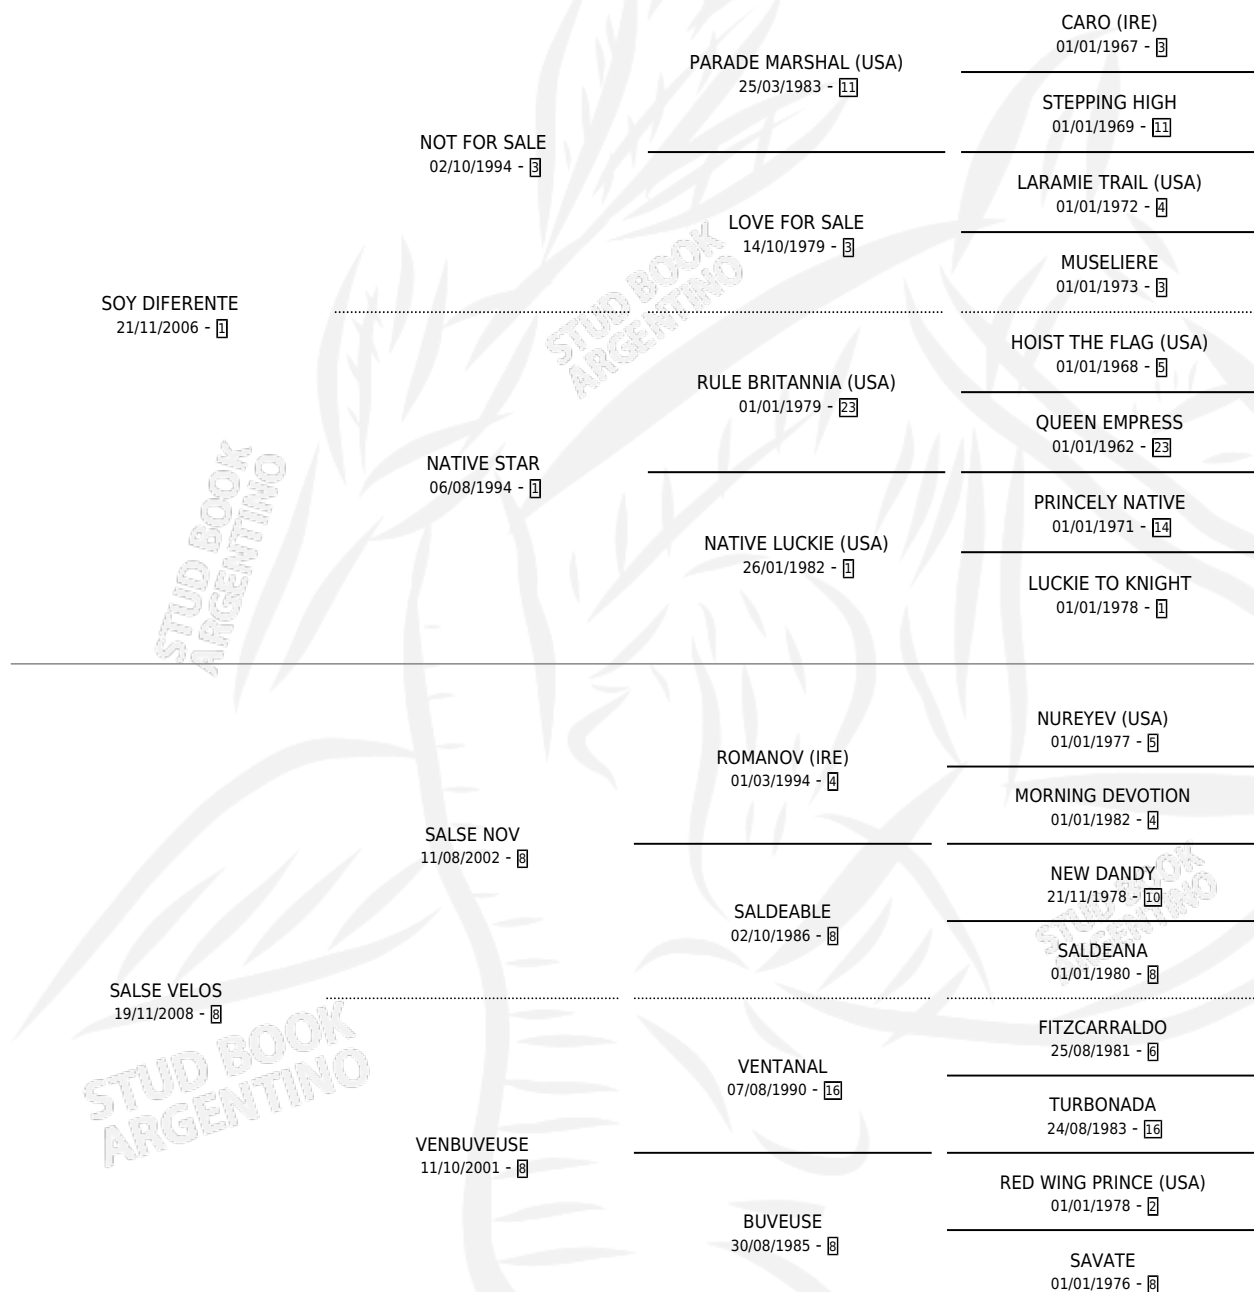 CARO (IRE)
01/01/1967 - 3
PARADE MARSHAL (USA)
25/03/1983 - 11
STEPPING HIGH
01/01/1969 - 11
NOT FOR SALE
02/10/1994 - 3
LARAMIE TRAIL (USA)
01/01/1972 - 4
LOVE FOR SALE
14/10/1979 - 3
MUSELIERE
01/01/1973 - 3
SOY DIFERENTE
21/11/2006 - 1
STUD BOOK
ARGENTINO
HOIST THE FLAG (USA)
01/01/1968 - 5
RULE BRITANNIA (USA)
01/01/1979 - 23
QUEEN EMPRESS
01/01/1962 - 23
NATIVE STAR
06/08/1994 - 1
PRINCELY NATIVE
01/01/1971 - 14
NATIVE LUCKIE (USA)
26/01/1982 - 1
LUCKIE TO KNIGHT
01/01/1978 - 1
STUD BOOK
ARGENTINO
NUREYEV (USA)
01/01/1977 - 5
ROMANOV (IRE)
01/03/1994 - 4
MORNING DEVOTION
01/01/1982 - 4
SALSE NOV
11/08/2002 - 8
NEW DANDY
21/11/1978 - 10
SALDEABLE
02/10/1986 - 8
STUD BOOK
ARGENTINO
SALDEANA
01/01/1980 - 8
SALSE VELOS
19/11/2008 - 8
FITZCARRALDO
25/08/1981 - 6
VENTANAL
07/08/1990 - 16
STUD BOOK
ARGENTINO
TURBONADA
24/08/1983 - 16
VENBUVEUSE
11/10/2001 - 8
RED WING PRINCE (USA)
01/01/1978 - 2
BUVEUSE
30/08/1985 - 8
SAVATE
01/01/1976 - 8